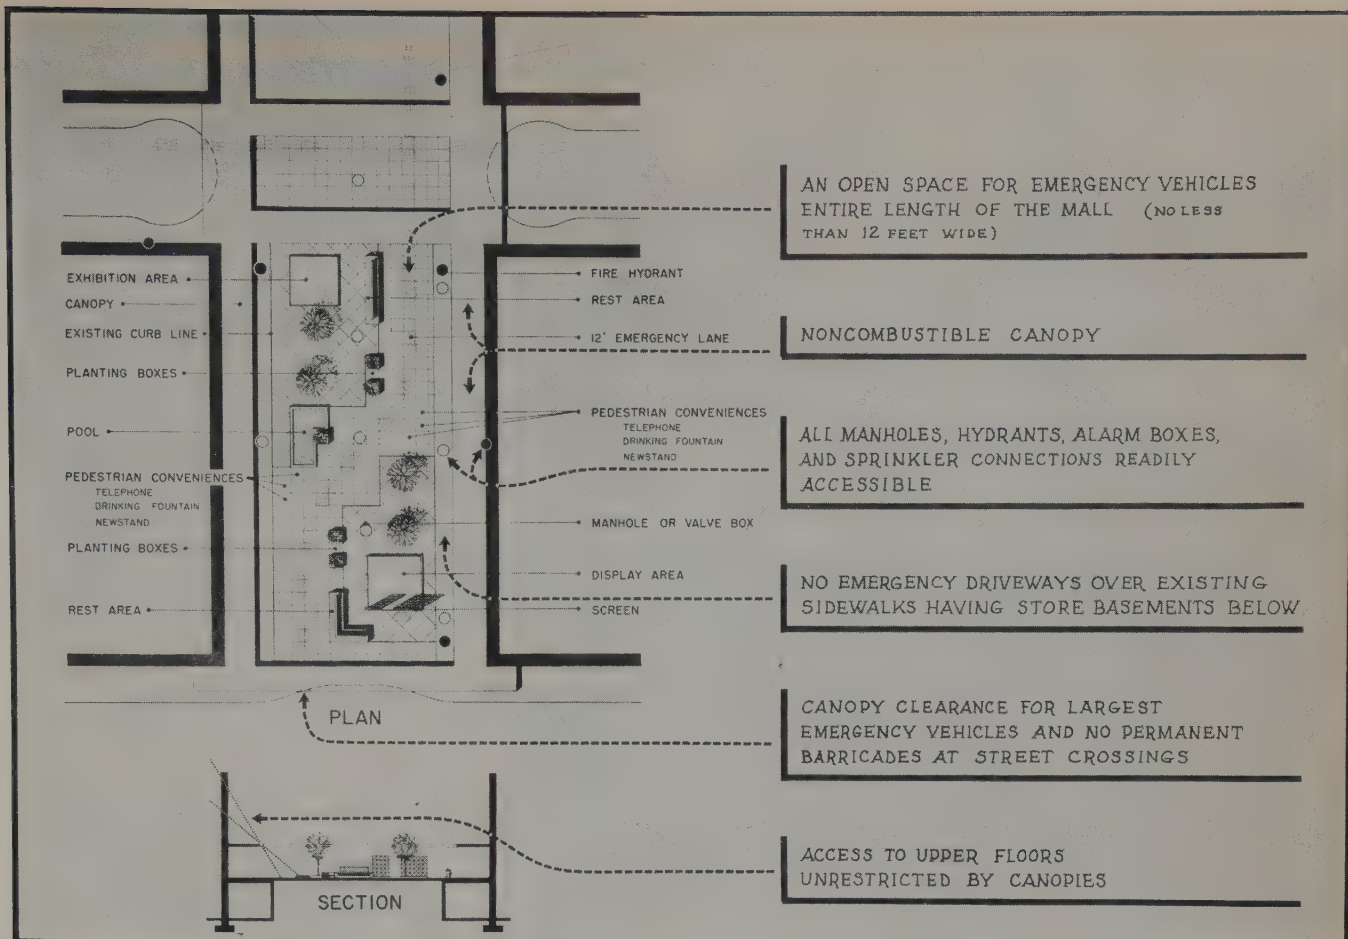 EXHIBITION AREA
CANOPY
EXISTING CURB LINE
PLANTING BOXES
POOL
PEDESTRIAN CONVENIENCES
TELEPHONE
DRINKING FOUNTAIN
NEWSTAND
PLANTING BOXES
REST AREA
FIRE HYDRANT
REST AREA
12' EMERGENCY LANE
PEDESTRIAN CONVENIENCES
TELEPHONE
DRINKING FOUNTAIN
NEWSTAND
MANHOLE OR VALVE BOX
DISPLAY AREA
SCREEN
PLAN
SECTION
AN OPEN SPACE FOR EMERGENCY VEHICLES
ENTIRE LENGTH OF THE MALL (NO LESS
THAN 12 FEET WIDE)
NONCOMBUSTIBLE CANOPY
ALL MANHOLES, HYDRANTS, ALARM BOXES,
AND SPRINKLER CONNECTIONS READILY
ACCESSIBLE
NO EMERGENCY DRIVEWAYS OVER EXISTING
SIDEWALKS HAVING STORE BASEMENTS BELOW
CANOPY CLEARANCE FOR LARGEST
EMERGENCY VEHICLES AND NO PERMANENT
BARRICADES AT STREET CROSSINGS
ACCESS TO UPPER FLOORS
UNRESTRICTED BY CANOPIES